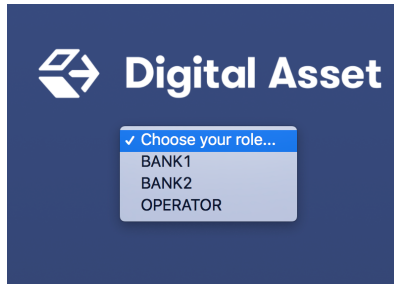 Digital Asset
✓ Choose your role...
BANK1
BANK2
OPERATOR